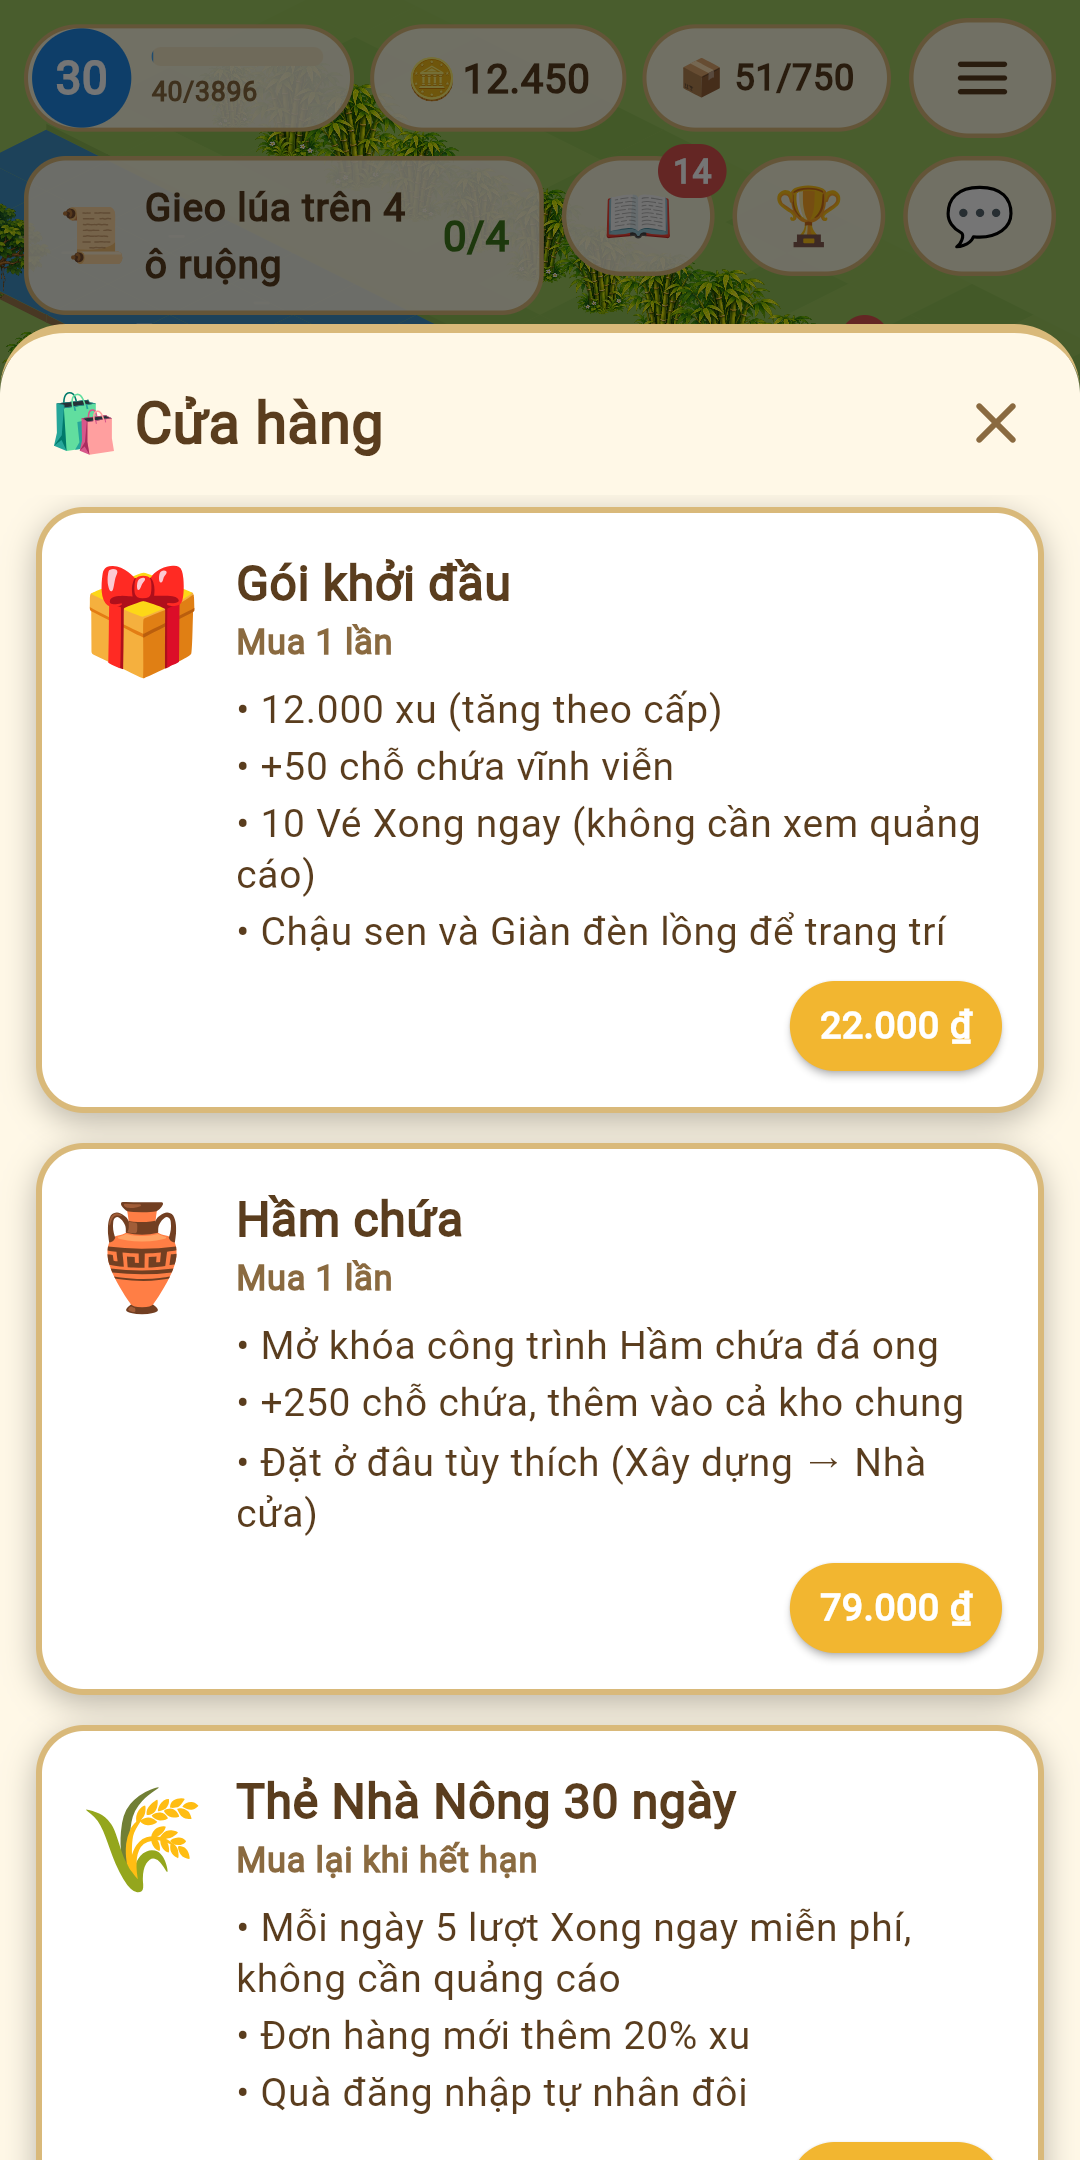 30
40/3896
12.450
51/750
Gieo lúa trên 4
ô ruộng
0/4
14
Cửa hàng
Gói khởi đầu
Mua 1 lần
• 12.000 xu (tăng theo cấp)
• +50 chỗ chứa vĩnh viễn
• 10 Vé Xong ngay (không cần xem quảng
cáo)
• Chậu sen và Giàn đèn lồng để trang trí
22.000 ₫
Hầm chứa
Mua 1 lần
• Mở khóa công trình Hầm chứa đá ong
• +250 chỗ chứa, thêm vào cả kho chung
• Đặt ở đâu tùy thích (Xây dựng → Nhà
cửa)
79.000 ₫
Thẻ Nhà Nông 30 ngày
Mua lại khi hết hạn
• Mỗi ngày 5 lượt Xong ngay miễn phí,
không cần quảng cáo
• Đơn hàng mới thêm 20% xu
• Quà đăng nhập tự nhân đôi